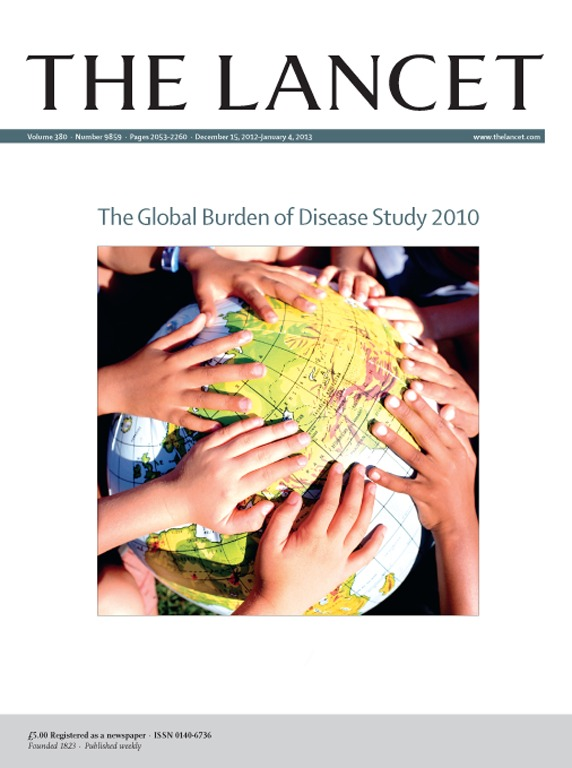 THE LANCET
Volume 380 · Number 9859 · Pages 2053–2260 · December 15, 2012–January 4, 2013 www.thelancet.com
The Global Burden of Disease Study 2010
£5.00 Registered as a newspaper · ISSN 0140-6736
Founded 1823 · Published weekly